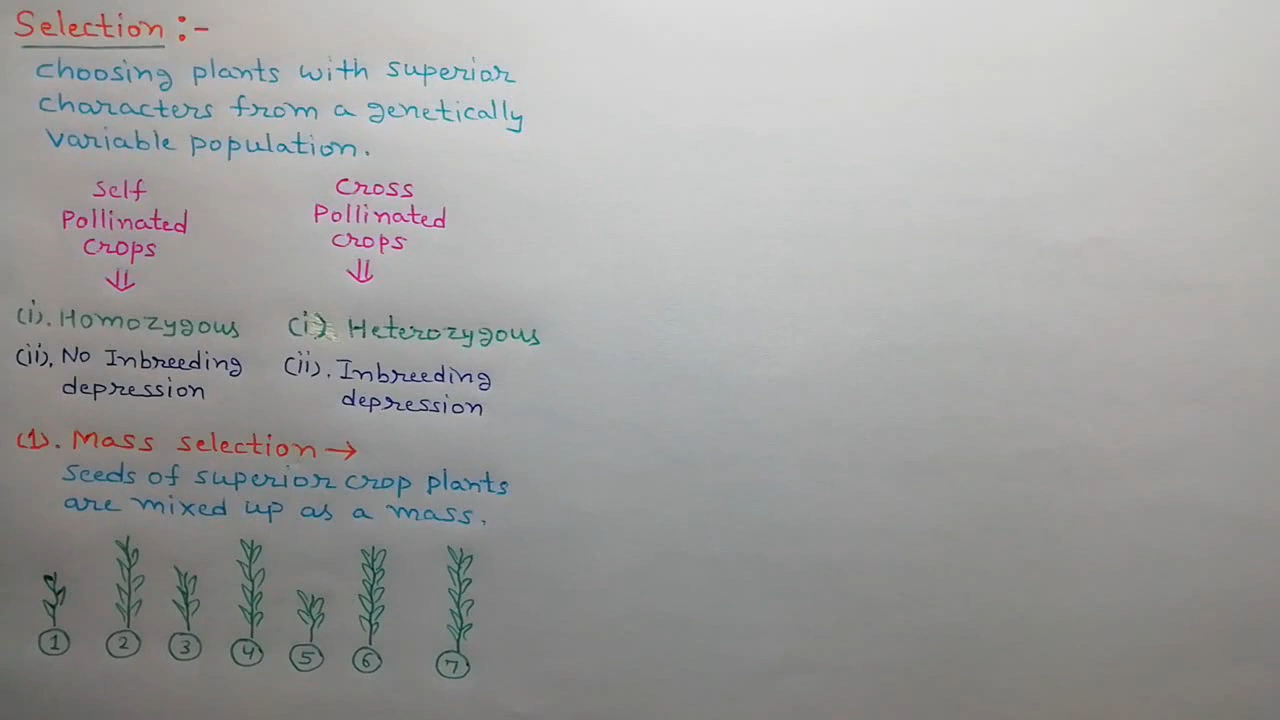 Selection :-
choosing plants with superior
characters from a genetically
variable population.
Self
Pollinated
crops
⇓
Cross
Pollinated
crops
⇓
(i). Homozygous
(ii). No Inbreeding
depression
(i). Heterozygous
(ii). Inbreeding
depression
(1). Mass selection →
Seeds of superior crop plants
are mixed up as a mass.
1 2 3 4 5 6 7